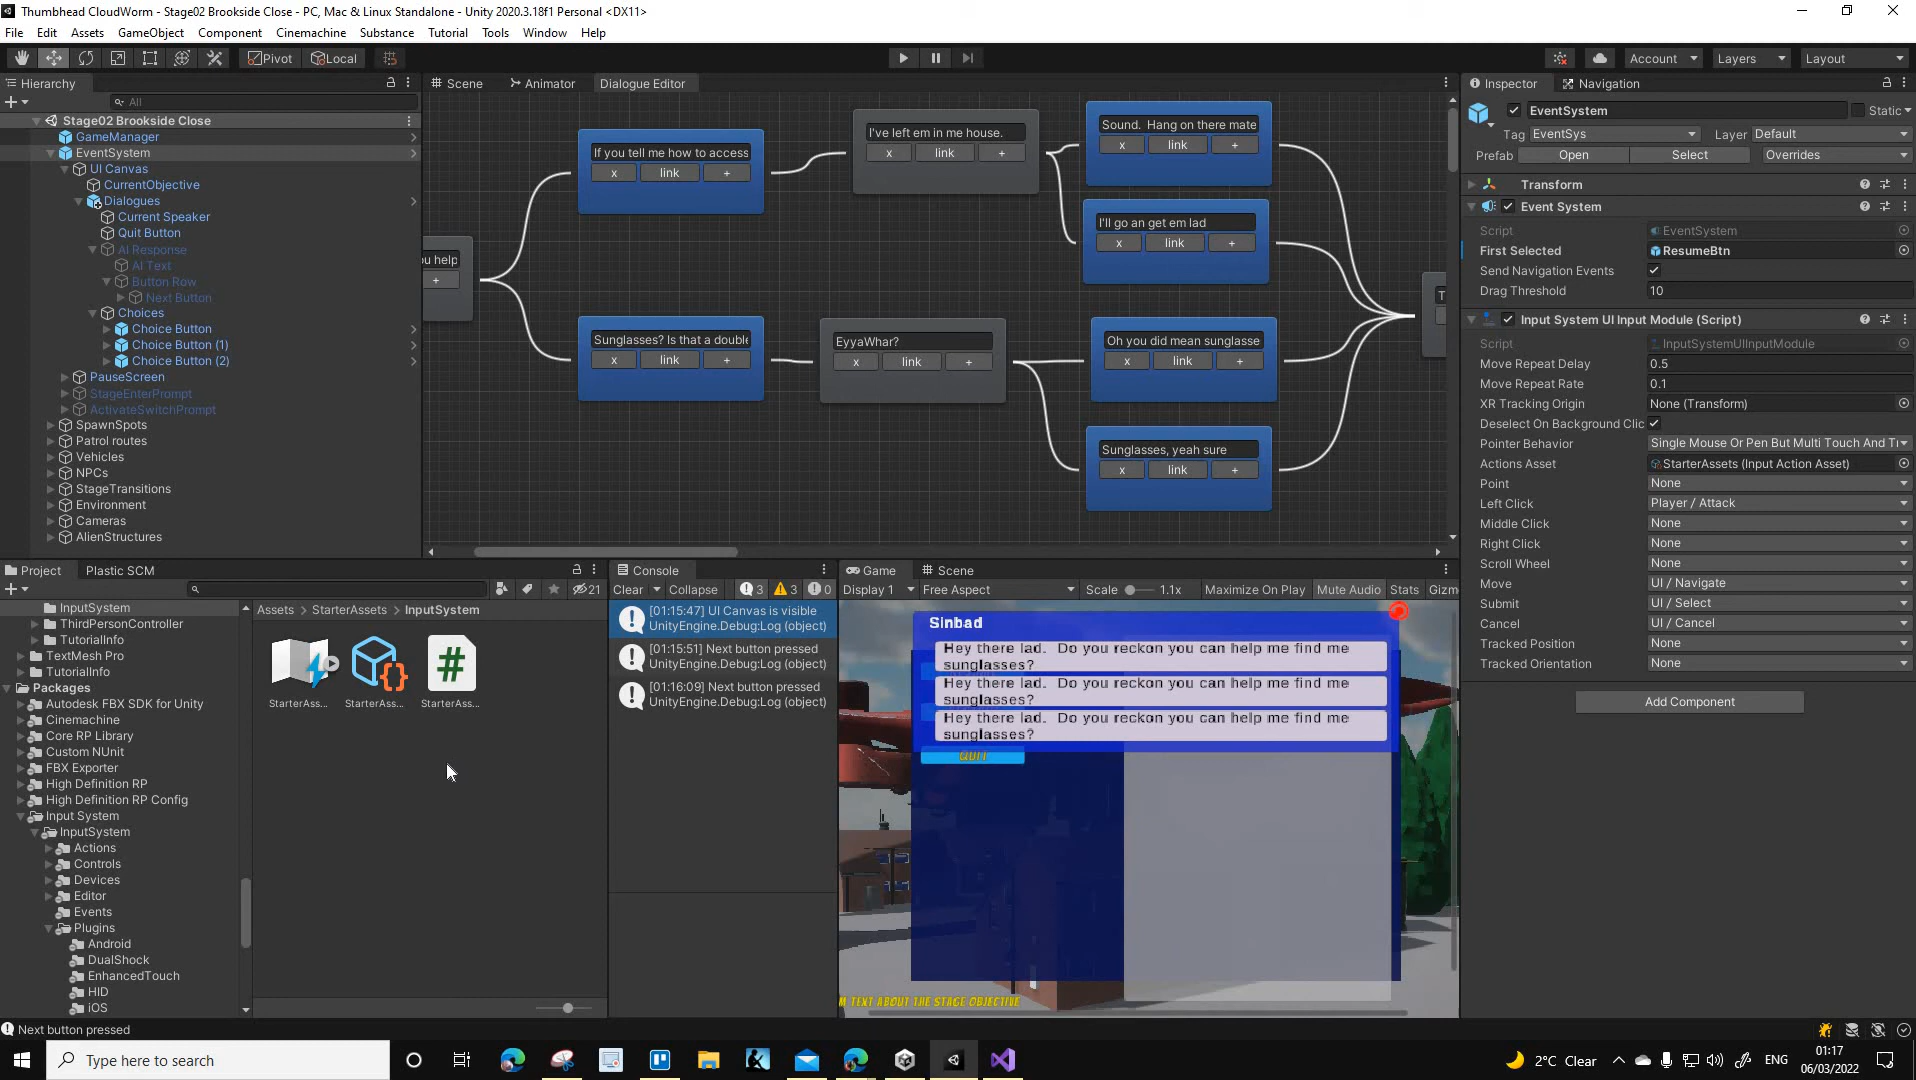 Thumbhead CloudWorm - Stage02 Brookside Close - PC, Mac & Linux Standalone - Unity 2020.3.18f1 Personal <DX11>
File Edit Assets GameObject Component Cinemachine Substance Tutorial Tools Window Help
Pivot Local Account Layers Layout
Hierarchy
All
Stage02 Brookside Close
GameManager
EventSystem
UI Canvas
CurrentObjective
Dialogues
Current Speaker
Quit Button
AI Response
AI Text
Button Row
Next Button
Choices
Choice Button
Choice Button (1)
Choice Button (2)
PauseScreen
StageEnterPrompt
ActivateSwitchPrompt
SpawnSpots
Patrol routes
Vehicles
NPCs
StageTransitions
Environment
Cameras
AlienStructures
Scene Animator Dialogue Editor
ou help
+
If you tell me how to access
x link +
Sunglasses? Is that a double
x link +
I've left em in me house.
x link +
EyyaWhar?
x link +
Sound. Hang on there mate
x link +
I'll go an get em lad
x link +
Oh you did mean sunglasse
x link +
Sunglasses, yeah sure
x link +
T
Inspector Navigation
EventSystem Static
Tag EventSys Layer Default
Prefab Open Select Overrides
Transform
Event System
Script EventSystem
First Selected ResumeBtn
Send Navigation Events
Drag Threshold 10
Input System UI Input Module (Script)
Script InputSystemUIInputModule
Move Repeat Delay 0.5
Move Repeat Rate 0.1
XR Tracking Origin None (Transform)
Deselect On Background Clic
Pointer Behavior Single Mouse Or Pen But Multi Touch And Tr
Actions Asset StarterAssets (Input Action Asset)
Point None
Left Click Player / Attack
Middle Click None
Right Click None
Scroll Wheel None
Move UI / Navigate
Submit UI / Select
Cancel UI / Cancel
Tracked Position None
Tracked Orientation None
Add Component
Project Plastic SCM
21
InputSystem
ThirdPersonController
TutorialInfo
TextMesh Pro
TutorialInfo
Packages
Autodesk FBX SDK for Unity
Cinemachine
Core RP Library
Custom NUnit
FBX Exporter
High Definition RP
High Definition RP Config
Input System
InputSystem
Actions
Controls
Devices
Editor
Events
Plugins
Android
DualShock
EnhancedTouch
HID
iOS
Assets > StarterAssets > InputSystem
StarterAss... StarterAss... StarterAss...
Console
Clear Collapse 3 3 0
[01:15:47] UI Canvas is visible
UnityEngine.Debug:Log (object)
[01:15:51] Next button pressed
UnityEngine.Debug:Log (object)
[01:16:09] Next button pressed
UnityEngine.Debug:Log (object)
Game Scene
Display 1 Free Aspect Scale 1.1x Maximize On Play Mute Audio Stats Gizm
Sinbad
Hey there lad. Do you reckon you can help me find me
sunglasses?
Hey there lad. Do you reckon you can help me find me
sunglasses?
Hey there lad. Do you reckon you can help me find me
sunglasses?
QUIT
M TEXT ABOUT THE STAGE OBJECTIVE
Next button pressed
Type here to search
2°C Clear
ENG
01:17
06/03/2022